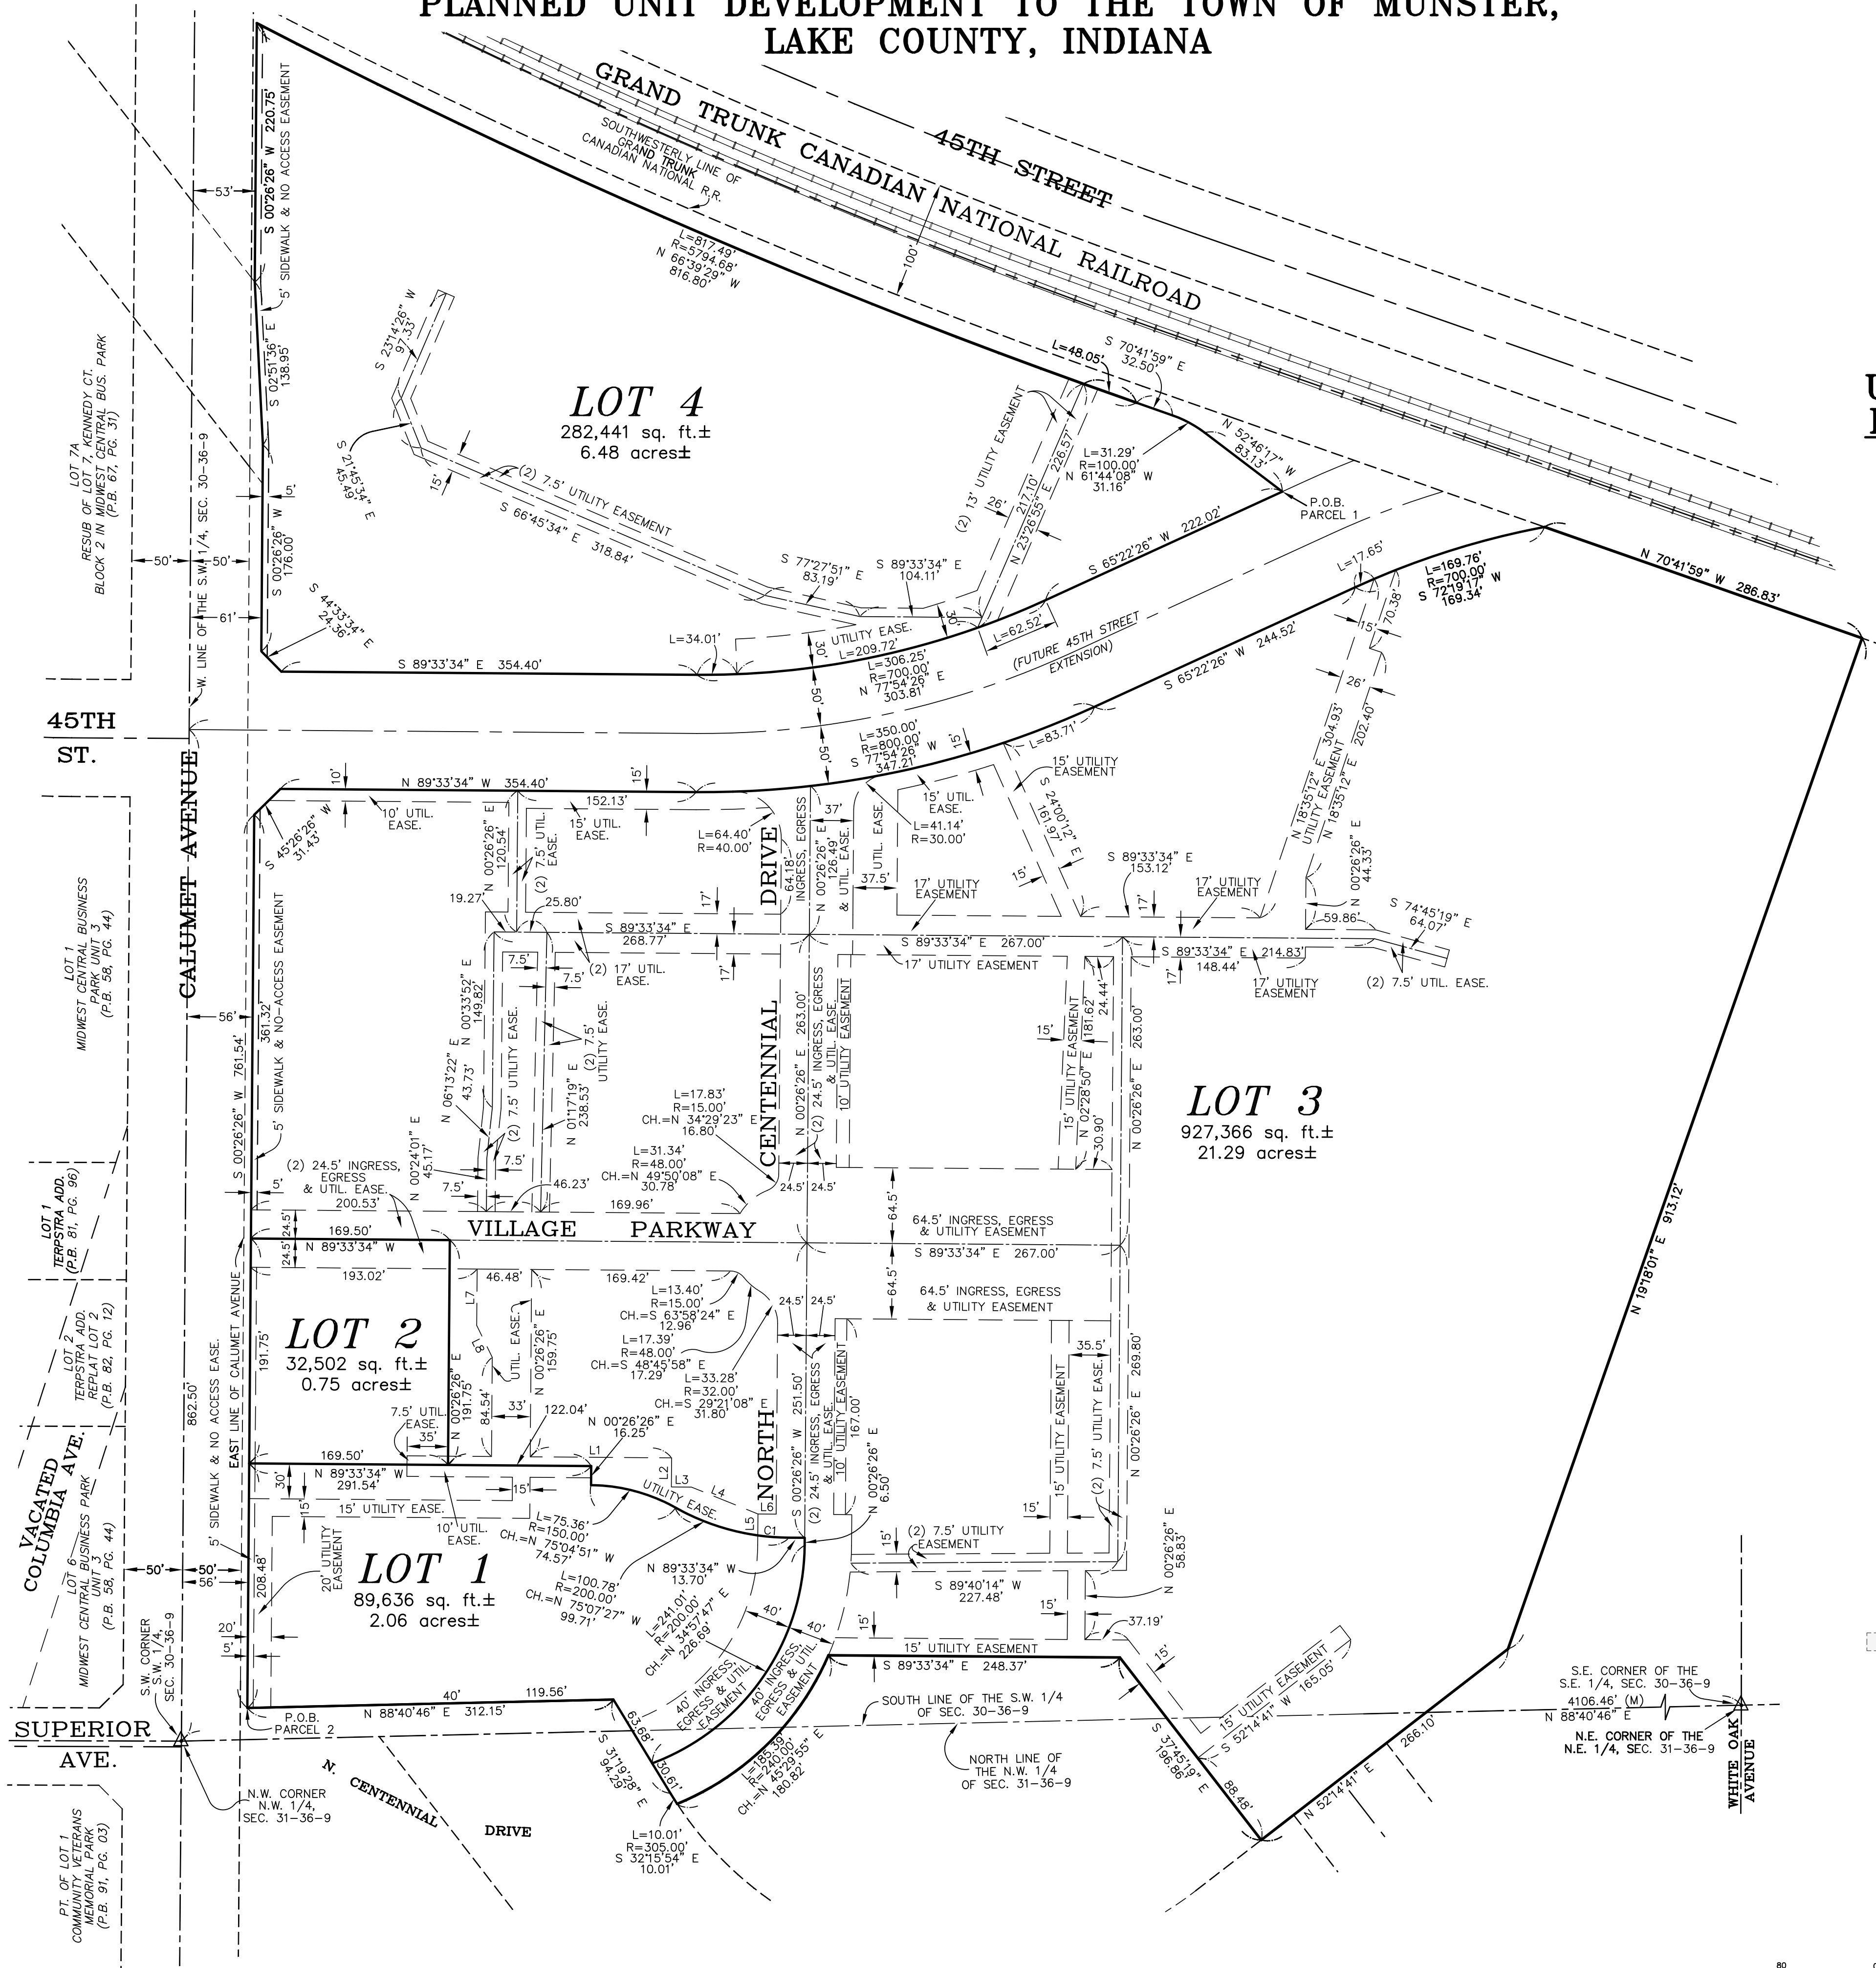 PLANNED UNIT DEVELOPMENT TO THE TOWN OF MUNSTER,
LAKE COUNTY, INDIANA
GRAND TRUNK CANADIAN NATIONAL RAILROAD
45TH STREET
SOUTHWESTERLY LINE OF
GRAND TRUNK
CANADIAN NATIONAL R.R.
100'
L=817.49'
R=5794.68'
N 66°39'29" W
816.80'
53'
S 00°26'26" W 220.75'
5' SIDEWALK & NO ACCESS EASEMENT
S 02°51'36" E
138.95'
5'
S 00°26'26" W
176.00'
S 44°33'34" E
24.36'
61'
50'
50'
W. LINE OF THE S.W. 1/4, SEC. 30-36-9
LOT 7A
RESUB OF LOT 7, KENNEDY CT.
BLOCK 2 IN MIDWEST CENTRAL BUS. PARK
(P.B. 67, PG. 31)
LOT 4
282,441 sq. ft.±
6.48 acres±
S 23°14'26" W
97.33'
S 21°45'34" E
45.49'
15'
(2) 7.5' UTILITY EASEMENT
S 66°45'34" E 318.84'
S 77°27'51" E
83.19'
S 89°33'34" E
104.11'
(2) 13' UTILITY EASEMENT
26'
217.10'
N 23°26'55" E 226.57'
L=48.05'
S 70°41'59" E
32.50'
L=31.29'
R=100.00'
N 61°44'08" W
31.16'
N 52°46'17" W
83.13'
P.O.B.
PARCEL 1
S 65°22'26" W 222.02'
L=62.52'
30'
30'
UTILITY EASE.
L=209.72'
L=34.01'
L=306.25'
R=700.00'
N 77°54'26" E
303.81'
S 89°33'34" E 354.40'
(FUTURE 45TH STREET
EXTENSION)
L=17.65'
L=169.76'
R=700.00'
S 72°19'17" W
169.34'
N 70°41'59" W 286.83'
S 65°22'26" W 244.52'
15'
70.38'
26'
45TH
ST.
50'
50'
L=350.00'
R=800.00'
S 77°54'26" W
347.21'
15'
L=83.71'
15' UTILITY
EASEMENT
N 18°35'12" E 304.93'
UTILITY EASEMENT
N 18°35'12" E 202.40'
CALUMET AVENUE
S 45°26'26" W
31.43'
10'
N 89°33'34" W 354.40'
15'
10' UTIL.
EASE.
152.13'
15' UTIL.
EASE.
N 00°26'26" E
120.54'
(2) 7.5' UTIL.
EASE.
L=64.40'
R=40.00'
DRIVE
64.18'
INGRESS, EGRESS
N 00°26'26" E
126.49'
& UTIL. EASE.
37'
UTIL. EASE.
15' UTIL.
EASE.
L=41.14'
R=30.00'
S 24°00'12" E
161.97'
15'
37.5'
17' UTILITY
EASEMENT
S 89°33'34" E
153.12'
17'
17' UTILITY
EASEMENT
N 00°26'26" E
44.33'
59.86'
S 74°45'19" E
64.07'
19.27'
25.80'
S 89°33'34" E
268.77'
17'
17'
(2) 17' UTIL.
EASE.
7.5'
7.5'
S 89°33'34" E 267.00'
17' UTILITY EASEMENT
S 89°33'34" E 214.83'
148.44'
17'
17' UTILITY
EASEMENT
(2) 7.5' UTIL. EASE.
LOT 1
MIDWEST CENTRAL BUSINESS
PARK UNIT 3
(P.B. 58, PG. 44)
56'
361.32'
S 00°26'26" W 761.54'
5' SIDEWALK & NO-ACCESS EASEMENT
N 00°33'52" E
149.82'
N 06°13'22" E
43.73'
(2) 7.5' UTILITY EASE.
(2) 7.5'
UTILITY EASE
N 01°17'19" E
238.53'
CENTENNIAL
N 00°26'26" E 263.00'
(2) 24.5' INGRESS, EGRESS
& UTIL. EASE.
10' UTILITY EASEMENT
15'
24.44'
181.62'
15' UTILITY EASEMENT
N 02°28'50" E
30.90'
N 00°26'26" E 263.00'
LOT 3
927,366 sq. ft.±
21.29 acres±
N 19°18'01" E 913.12'
L=17.83'
R=15.00'
CH.=N 34°29'23" E
16.80'
L=31.34'
R=48.00'
CH.=N 49°50'08" E
30.78'
N 00°24'01" E
45.17'
(2) 24.5' INGRESS,
EGRESS
& UTIL. EASE.
7.5'
7.5'
46.23'
5'
200.53'
169.96'
24.5' 24.5'
VILLAGE PARKWAY
24.5' 24.5'
169.50'
N 89°33'34" W
193.02'
46.48'
169.42'
64.5'
64.5'
64.5' INGRESS, EGRESS
& UTILITY EASEMENT
S 89°33'34" E 267.00'
64.5' INGRESS, EGRESS
& UTILITY EASEMENT
LOT 1
TERPSTRA ADD.
(P.B. 81, PG. 96)
LOT 2
TERPSTRA ADD.
REPLAT LOT 2
(P.B. 82, PG. 12)
862.50'
EAST LINE OF CALUMET AVENUE
5' SIDEWALK & NO ACCESS EASE.
191.75'
LOT 2
32,502 sq. ft.±
0.75 acres±
N 00°26'26" E
191.75'
L7
L8
UTIL. EASE.
N 00°26'26" E
159.75'
84.54'
33'
7.5' UTIL.
EASE.
35'
122.04'
L=13.40'
R=15.00'
CH.=S 63°58'24" E
12.96'
L=17.39'
R=48.00'
CH.=S 48°45'58" E
17.29'
L=33.28'
R=32.00'
CH.=S 29°21'08" E
31.80'
24.5' 24.5'
NORTH
S 00°26'26" W 251.50'
(2) 24.5' INGRESS, EGRESS
& UTIL. EASE.
10' UTILITY EASEMENT
167.00'
N 00°26'26" E
6.50'
35.5'
15' UTILITY EASEMENT
(2) 7.5' UTILITY EASE.
N 00°26'26" E 269.80'
15'
N 00°26'26" E
16.25'
L1
L2
L3
L4
L5
L6
C1
UTILITY EASE.
169.50'
N 89°33'34" W
291.54'
30'
15'
15' UTILITY EASE.
15'
10' UTIL.
EASE.
VACATED
COLUMBIA AVE.
LOT 6
MIDWEST CENTRAL BUSINESS PARK
UNIT 3
(P.B. 58, PG. 44)
50'
50'
56'
208.48'
20' UTILITY
EASEMENT
20'
5'
LOT 1
89,636 sq. ft.±
2.06 acres±
L=75.36'
R=150.00'
CH.=N 75°04'51" W
74.57'
L=100.78'
R=200.00'
CH.=N 75°07'27" W
99.71'
N 89°33'34" W
13.70'
L=241.01'
R=200.00'
CH.=N 34°57'47" E
226.69'
40'
40'
40' INGRESS,
EGRESS & UTIL.
EASEMENT
40' INGRESS,
EGRESS & UTIL.
EASEMENT
(2) 7.5' UTILITY
EASEMENT
15'
S 89°40'14" W
227.48'
15'
N 00°26'26" E
58.83'
37.19'
15'
15' UTILITY EASEMENT
S 89°33'34" E 248.37'
15'
15' UTILITY EASEMENT
S 52°14'41" W 165.05'
S 37°45'19" E
196.86'
88.48'
N 52°14'41" E
266.10'
S.W. CORNER
S.W. 1/4,
SEC. 30-36-9
SUPERIOR
AVE.
P.O.B.
PARCEL 2
40'
119.56'
N 88°40'46" E 312.15'
63.68'
S 31°19'28" E
94.29'
30.61'
L=185.39'
R=240.00'
CH.=N 45°29'55" E
180.82'
L=10.01'
R=305.00'
S 32°15'54" E
10.01'
SOUTH LINE OF THE S.W. 1/4
OF SEC. 30-36-9
NORTH LINE OF
THE N.W. 1/4
OF SEC. 31-36-9
S.E. CORNER OF THE
S.E. 1/4, SEC. 30-36-9
4106.46' (M)
N 88°40'46" E
N.E. CORNER OF THE
N.E. 1/4, SEC. 31-36-9
WHITE OAK
AVENUE
N.W. CORNER
N.W. 1/4,
SEC. 31-36-9
N. CENTENNIAL DRIVE
PT. OF LOT 1
COMMUNITY VETERANS
MEMORIAL PARK
(P.B. 91, PG. 03)
80